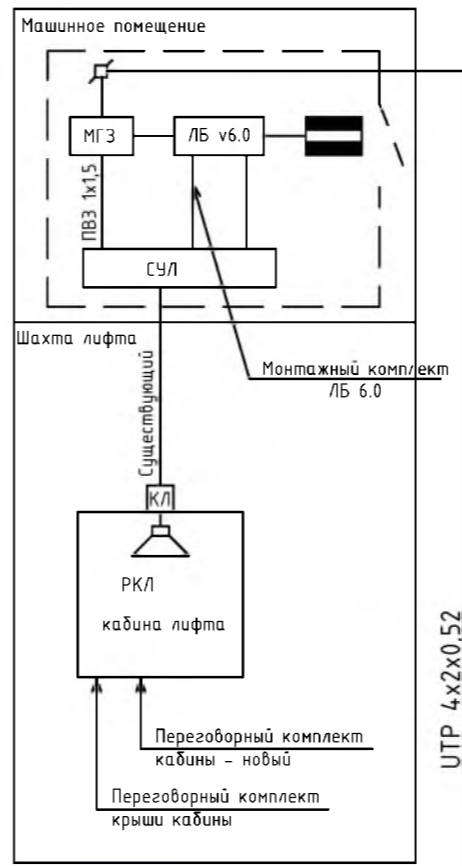 Машинное помещение
МГЗ
ЛБ v6.0
ПВЗ 1х1,5
СУЛ
Шахта лифта
Монтажный комплект
ЛБ 6.0
Существующий
КЛ
РКЛ
кабина лифта
UTP 4х2х0,52
Переговорный комплект
кабины – новый
Переговорный комплект
крыши кабины